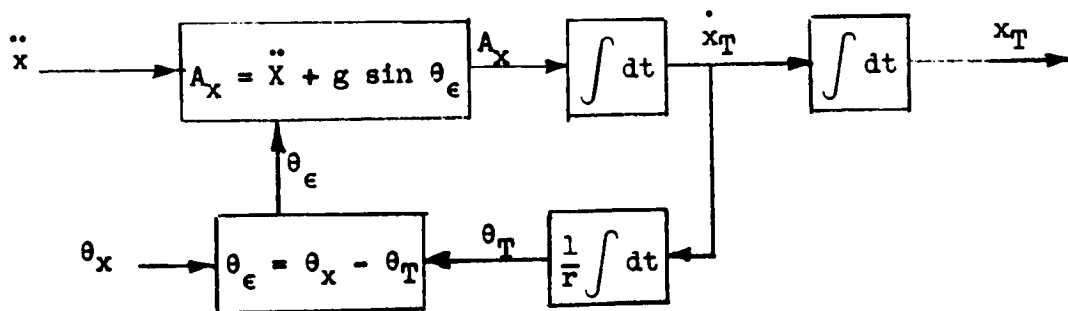 ẍ
A_x = Ẍ + g sin θ_ϵ
A_x
∫ dt
ẋ_T
∫ dt
x_T
θ_ϵ
θ_x
θ_ϵ = θ_x - θ_T
θ_T
1/r ∫ dt